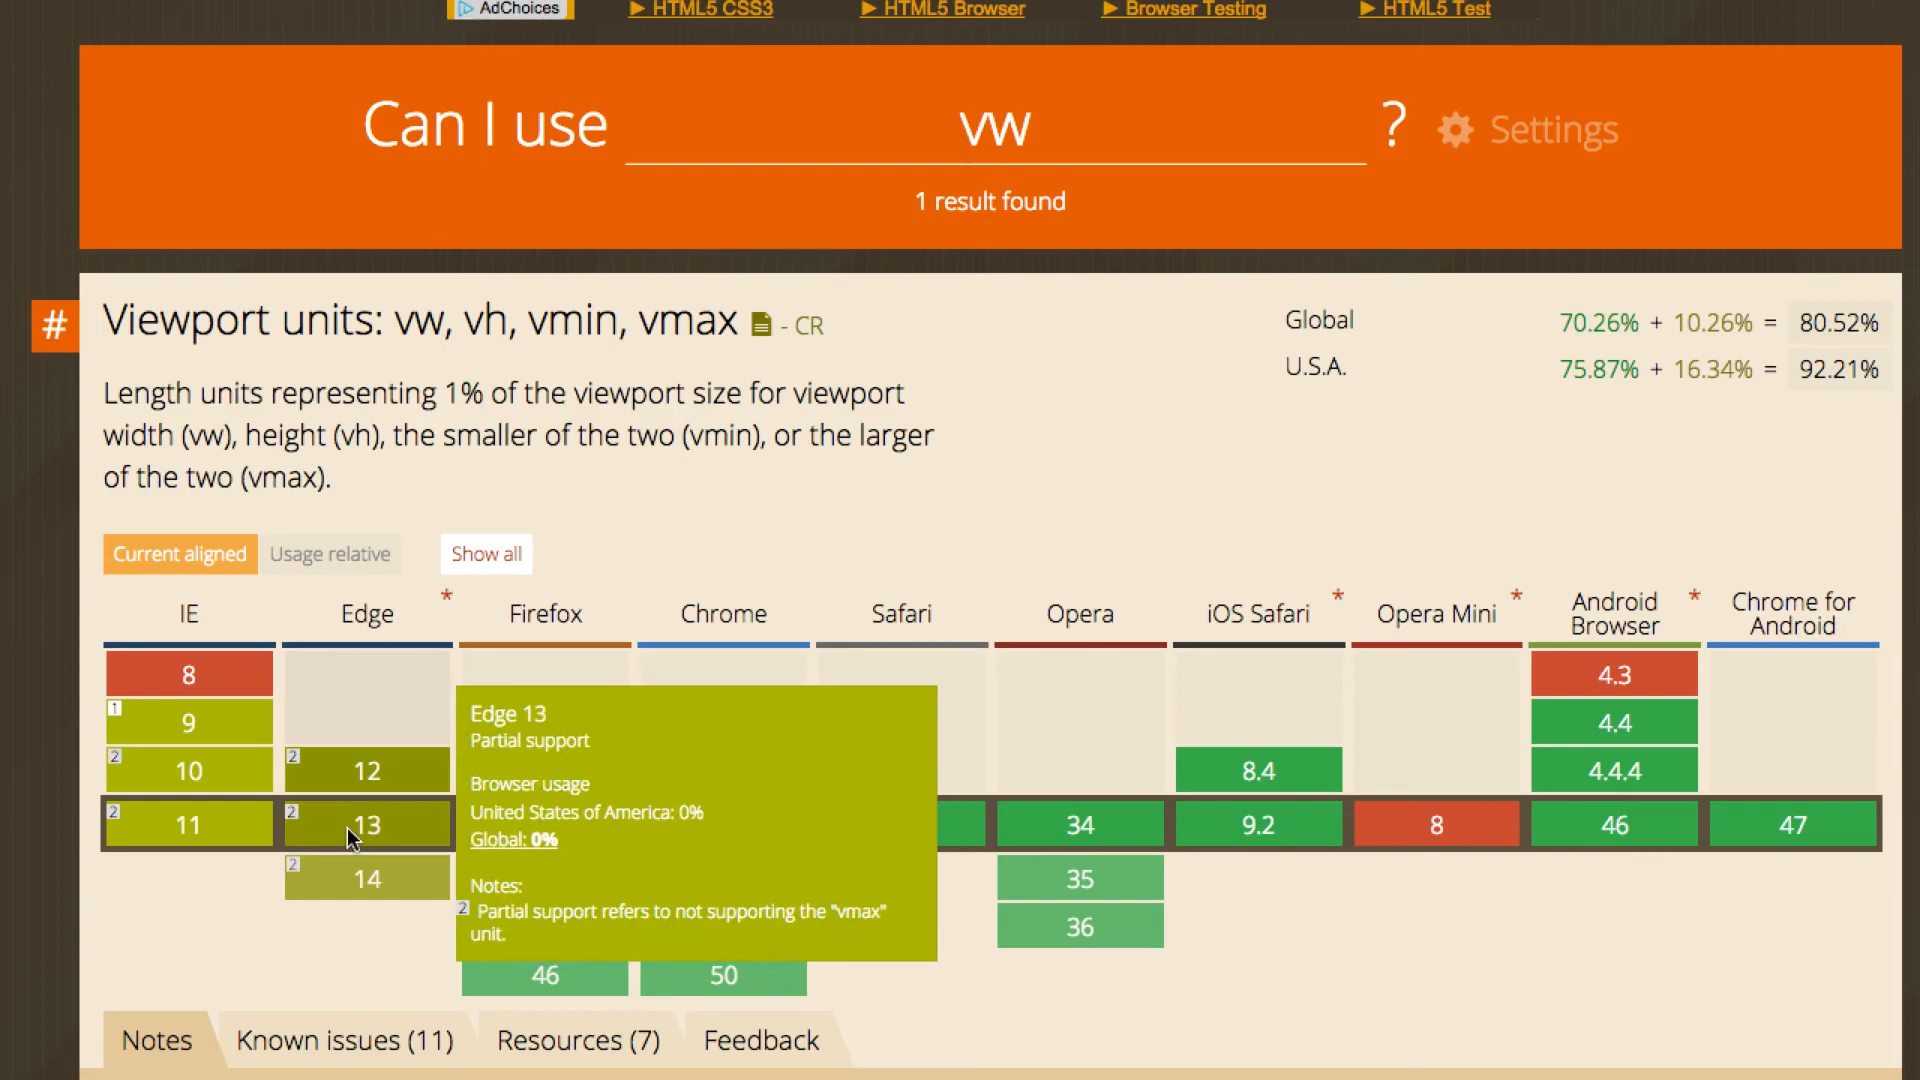 AdChoices ► HTML5 CSS3 ► HTML5 Browser ► Browser Testing ► HTML5 Test
Can I use vw ? Settings
1 result found
# Viewport units: vw, vh, vmin, vmax - CR
Global 70.26% + 10.26% = 80.52%
U.S.A. 75.87% + 16.34% = 92.21%
Length units representing 1% of the viewport size for viewport
width (vw), height (vh), the smaller of the two (vmin), or the larger
of the two (vmax).
Current aligned Usage relative Show all
IE Edge * Firefox Chrome Safari Opera iOS Safari * Opera Mini * Android Browser * Chrome for Android
8 4.3
1 9 4.4
2 10 2 12 8.4 4.4.4
2 11 2 13 34 9.2 8 46 47
2 14 35
36
46 50
Edge 13
Partial support
Browser usage
United States of America: 0%
Global: 0%
Notes:
2 Partial support refers to not supporting the "vmax"
unit.
Notes Known issues (11) Resources (7) Feedback